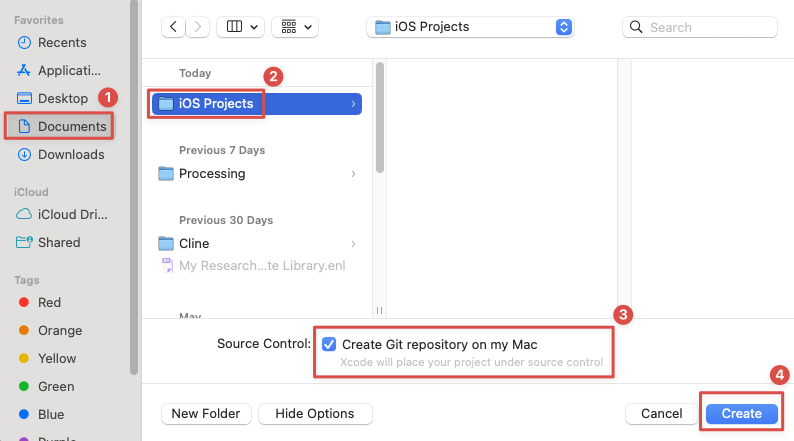 Favorites
Recents
Applicati...
Desktop
1
Documents
Downloads
iCloud
iCloud Dri...
Shared
Tags
Red
Orange
Yellow
Green
Blue
Purple
iOS Projects
Search
Today
2
iOS Projects
Previous 7 Days
Processing
Previous 30 Days
Cline
My Research...te Library.enl
May
3
Source Control:
Create Git repository on my Mac
Xcode will place your project under source control
4
New Folder
Hide Options
Cancel
Create